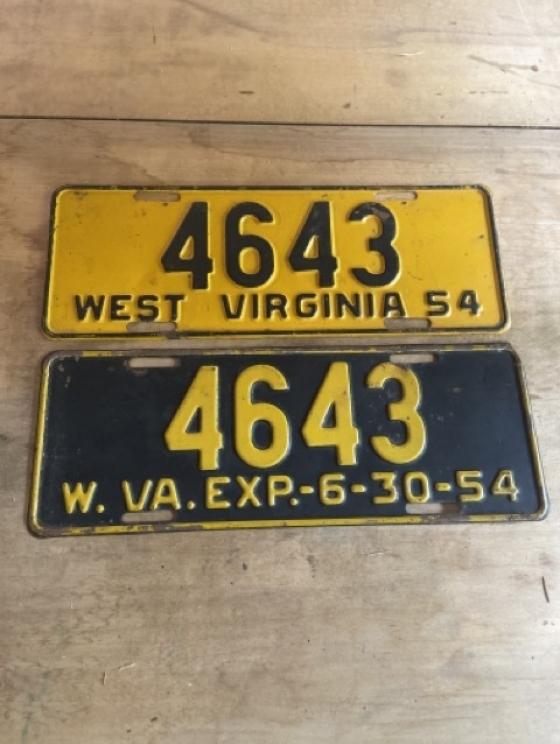 4643
WEST VIRGINIA 54
4643
W. VA. EXP.-6-30-54